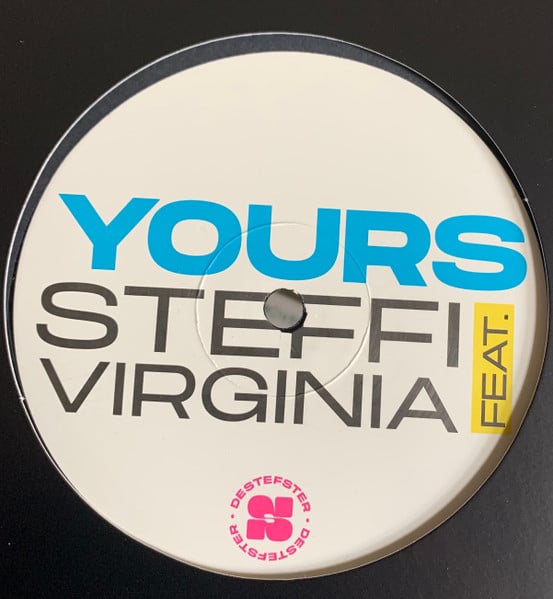 YOURS
STEFFI FEAT.
VIRGINIA
DESTEFSTER • DESTEFSTER •